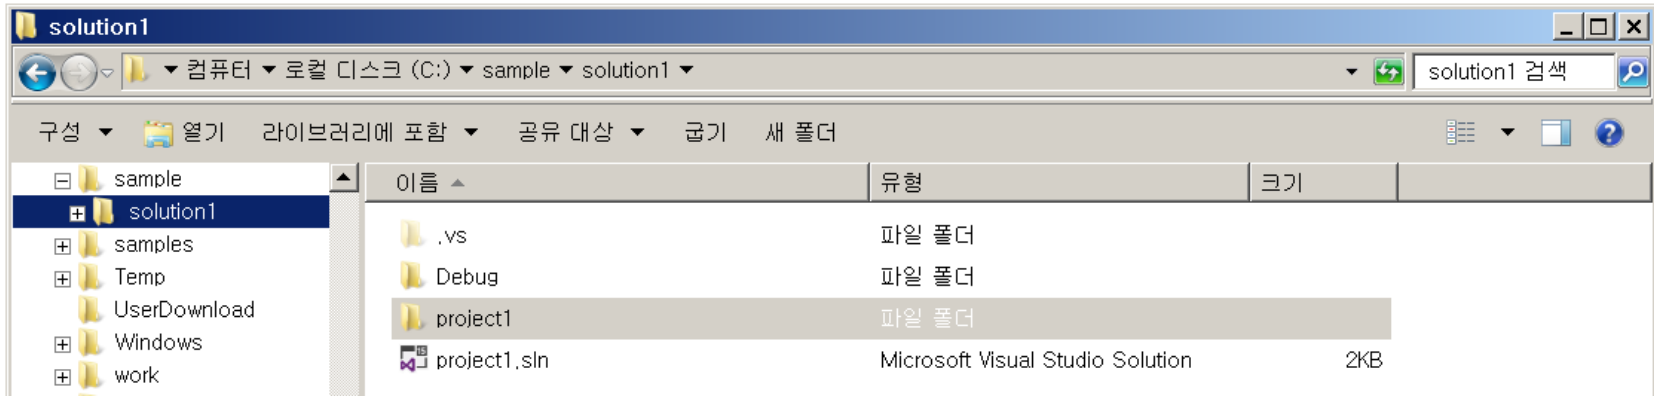 solution1
컴퓨터 로컬 디스크 (C:) sample solution1 solution1 검색
구성 열기 라이브러리에 포함 공유 대상 굽기 새 폴더
sample
solution1
samples
Temp
UserDownload
Windows
work
이름 유형 크기
.vs 파일 폴더
Debug 파일 폴더
project1 파일 폴더
project1.sln Microsoft Visual Studio Solution 2KB